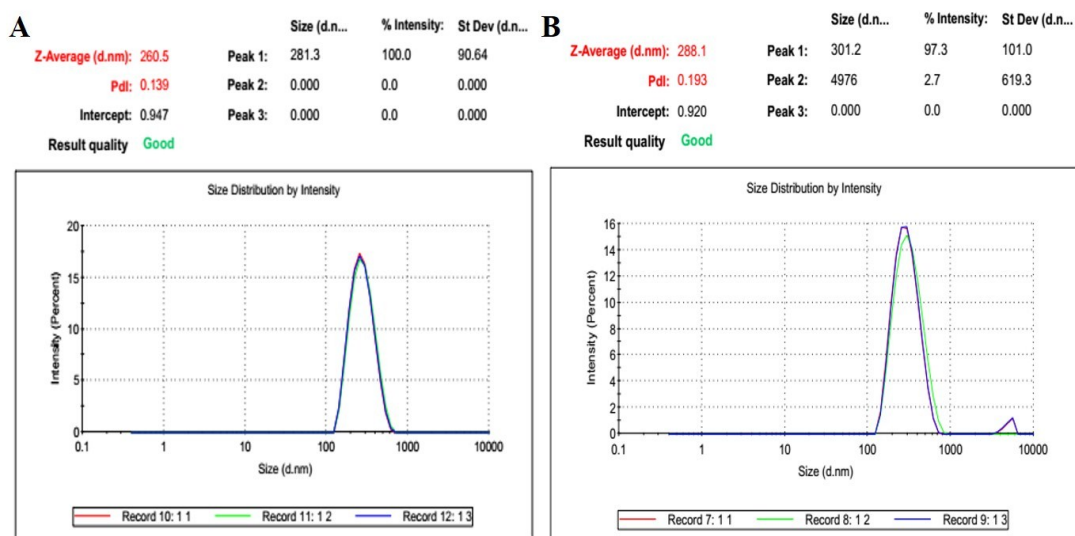 A
Size (d.n... % Intensity: St Dev (d.n...
Z-Average (d.nm): 260.5 Peak 1: 281.3 100.0 90.64
PdI: 0.139 Peak 2: 0.000 0.0 0.000
Intercept: 0.947 Peak 3: 0.000 0.0 0.000
Result quality Good
Size Distribution by Intensity
Intensity (Percent)
20
15
10
5
0
0.1 1 10 100 1000 10000
Size (d.nm)
Record 10: 1 1 Record 11: 1 2 Record 12: 1 3
B
Size (d.n... % Intensity: St Dev (d.n...
Z-Average (d.nm): 288.1 Peak 1: 301.2 97.3 101.0
PdI: 0.193 Peak 2: 4976 2.7 619.3
Intercept: 0.920 Peak 3: 0.000 0.0 0.000
Result quality Good
Size Distribution by Intensity
Intensity (Percent)
16
14
12
10
8
6
4
2
0
0.1 1 10 100 1000 10000
Size (d.nm)
Record 7: 1 1 Record 8: 1 2 Record 9: 1 3